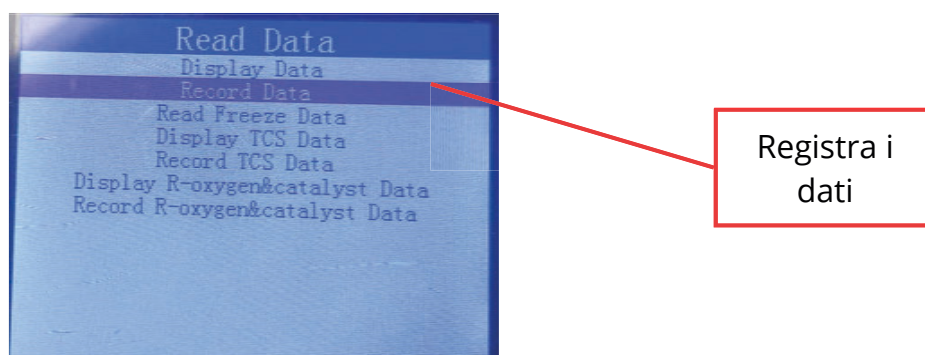 Read Data
Display Data
Record Data
Read Freeze Data
Display TCS Data
Record TCS Data
Display R-oxygen&catalyst Data
Record R-oxygen&catalyst Data
Registra i
dati